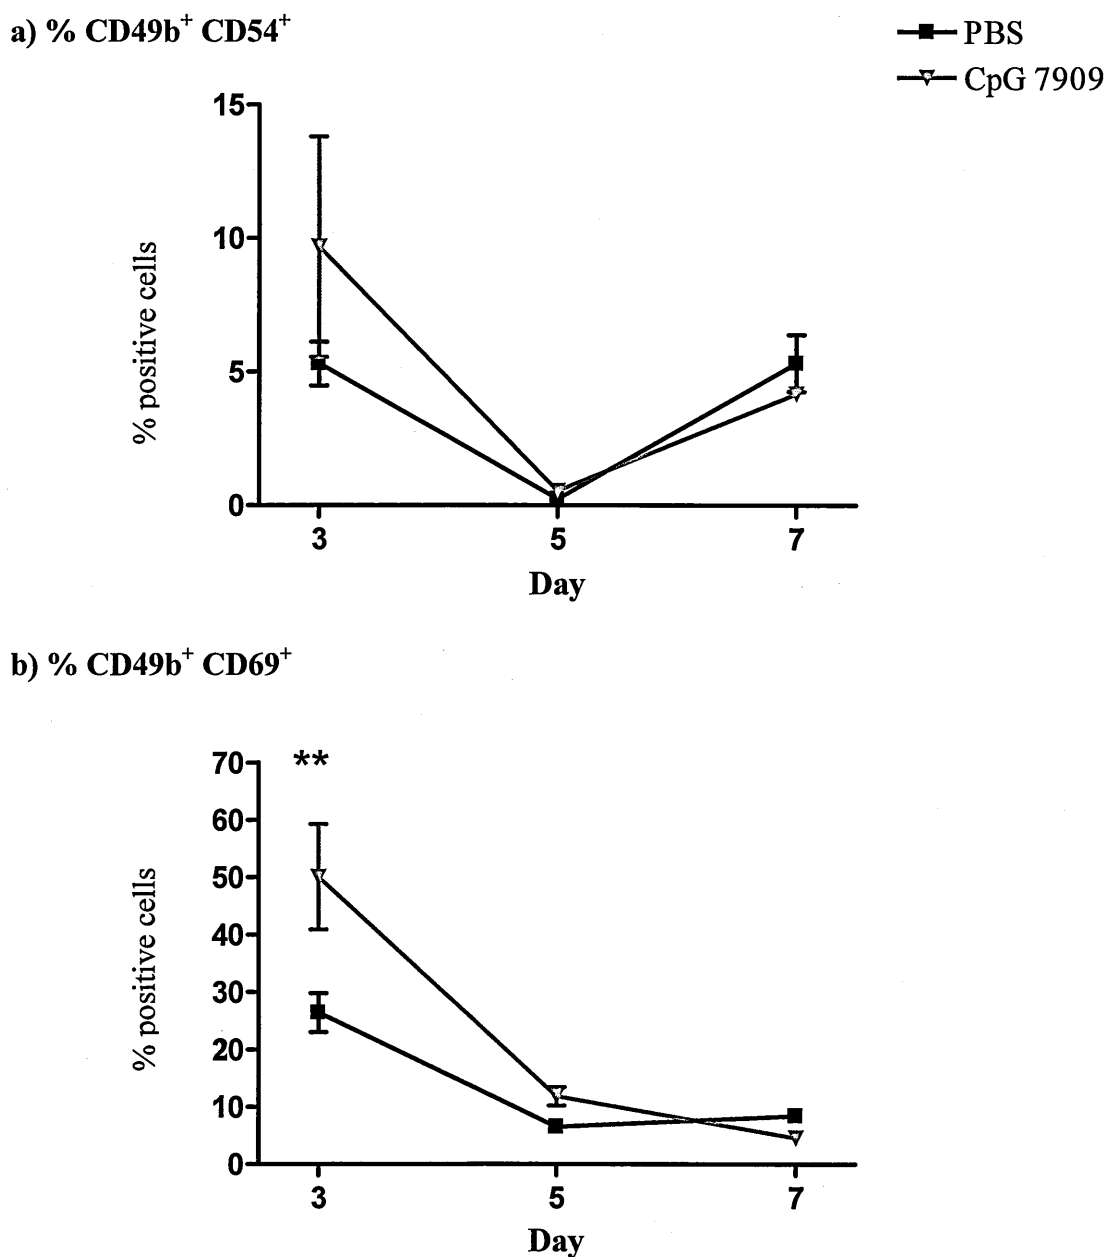 a) % CD49b+ CD54+
PBS
CpG 7909
15
10
5
0
% positive cells
3 5 7
Day
b) % CD49b+ CD69+
70
**
60
50
40
30
20
10
0
% positive cells
3 5 7
Day